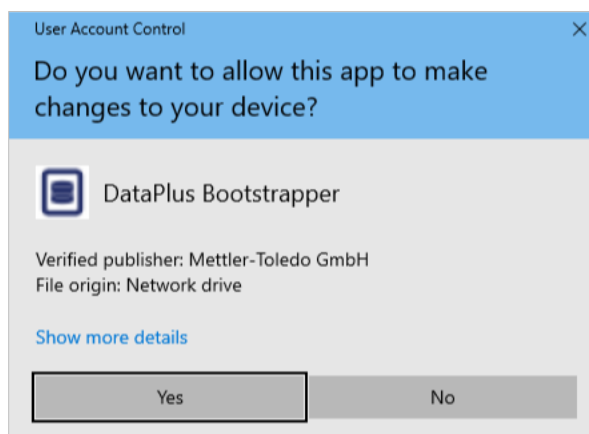 User Account Control
Do you want to allow this app to make
changes to your device?
DataPlus Bootstrapper
Verified publisher: Mettler-Toledo GmbH
File origin: Network drive
Show more details
Yes
No